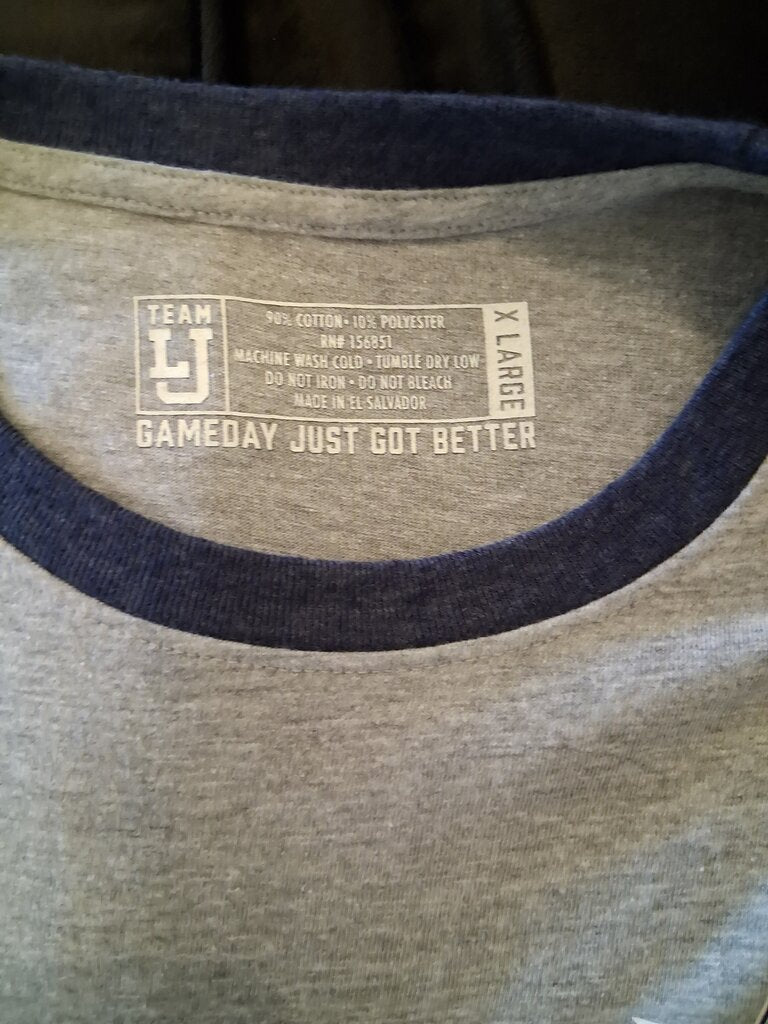 TEAM
LJ
90% COTTON • 10% POLYESTER
RN# 156851
MACHINE WASH COLD • TUMBLE DRY LOW
DO NOT IRON • DO NOT BLEACH
MADE IN EL SALVADOR
X LARGE
GAMEDAY JUST GOT BETTER